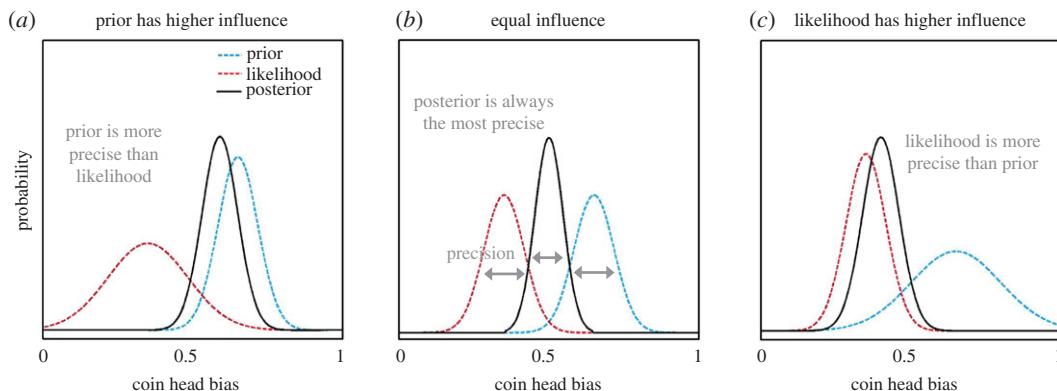 (a) prior has higher influence
prior
likelihood
posterior
prior is more
precise than
likelihood
probability
0 0.5 1
coin head bias
(b) equal influence
posterior is always
the most precise
precision
0 0.5 1
coin head bias
(c) likelihood has higher influence
likelihood is more
precise than prior
0 0.5 1
coin head bias